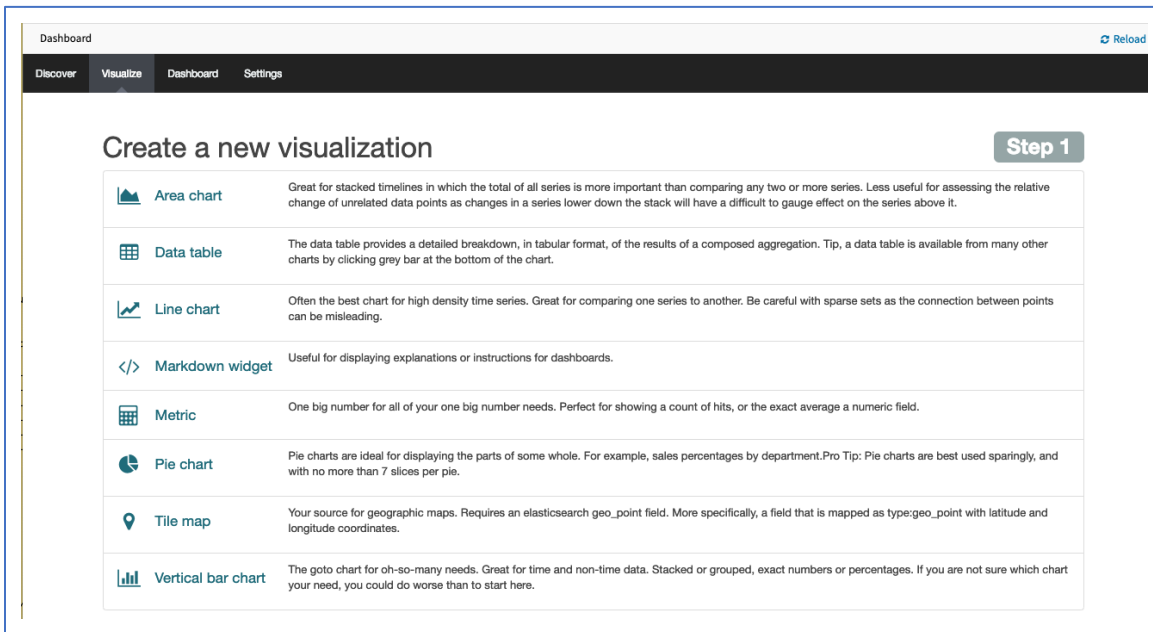 Dashboard
Reload
Discover Visualize Dashboard Settings
Create a new visualization
Step 1
Area chart
Great for stacked timelines in which the total of all series is more important than comparing any two or more series. Less useful for assessing the relative
change of unrelated data points as changes in a series lower down the stack will have a difficult to gauge effect on the series above it.
Data table
The data table provides a detailed breakdown, in tabular format, of the results of a composed aggregation. Tip, a data table is available from many other
charts by clicking grey bar at the bottom of the chart.
Line chart
Often the best chart for high density time series. Great for comparing one series to another. Be careful with sparse sets as the connection between points
can be misleading.
Markdown widget
Useful for displaying explanations or instructions for dashboards.
Metric
One big number for all of your one big number needs. Perfect for showing a count of hits, or the exact average a numeric field.
Pie chart
Pie charts are ideal for displaying the parts of some whole. For example, sales percentages by department.Pro Tip: Pie charts are best used sparingly, and
with no more than 7 slices per pie.
Tile map
Your source for geographic maps. Requires an elasticsearch geo_point field. More specifically, a field that is mapped as type:geo_point with latitude and
longitude coordinates.
Vertical bar chart
The goto chart for oh-so-many needs. Great for time and non-time data. Stacked or grouped, exact numbers or percentages. If you are not sure which chart
your need, you could do worse than to start here.